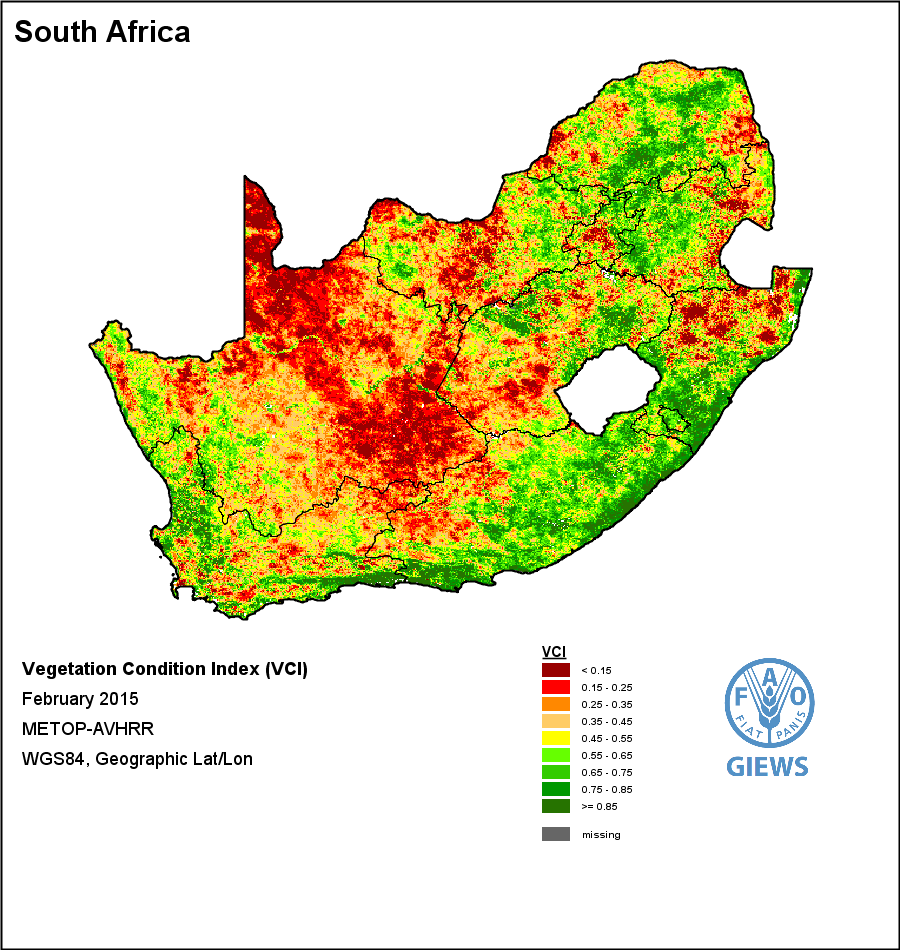 South Africa
Vegetation Condition Index (VCI)
February 2015
METOP-AVHRR
WGS84, Geographic Lat/Lon
VCI
< 0.15
0.15 - 0.25
0.25 - 0.35
0.35 - 0.45
0.45 - 0.55
0.55 - 0.65
0.65 - 0.75
0.75 - 0.85
>= 0.85
missing
F A O
FIAT PANIS
GIEWS